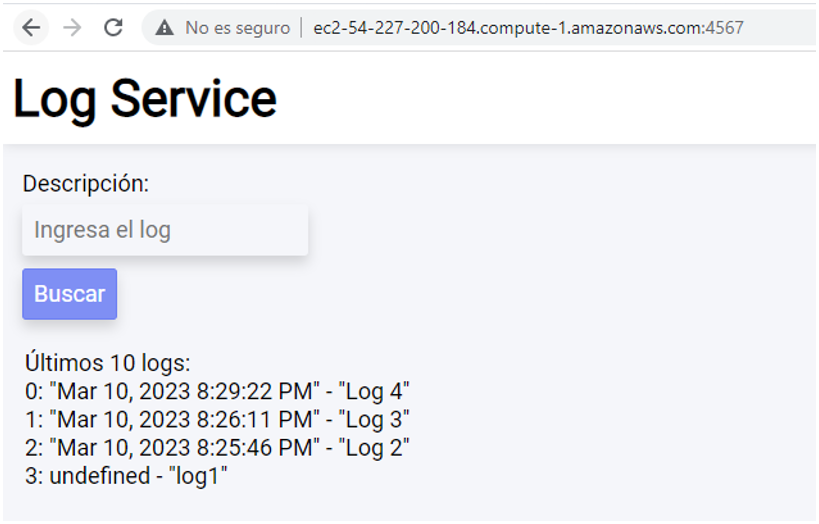 No es seguro | ec2-54-227-200-184.compute-1.amazonaws.com:4567
Log Service
Descripción:
Ingresa el log
Buscar
Últimos 10 logs:
0: "Mar 10, 2023 8:29:22 PM" - "Log 4"
1: "Mar 10, 2023 8:26:11 PM" - "Log 3"
2: "Mar 10, 2023 8:25:46 PM" - "Log 2"
3: undefined - "log1"